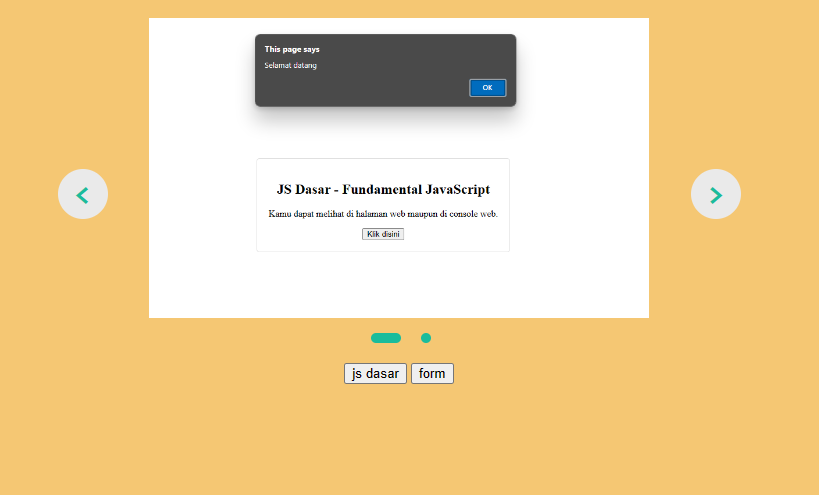 This page says
Selamat datang
OK
JS Dasar - Fundamental JavaScript
Kamu dapat melihat di halaman web maupun di console web.
Klik disini
js dasar form